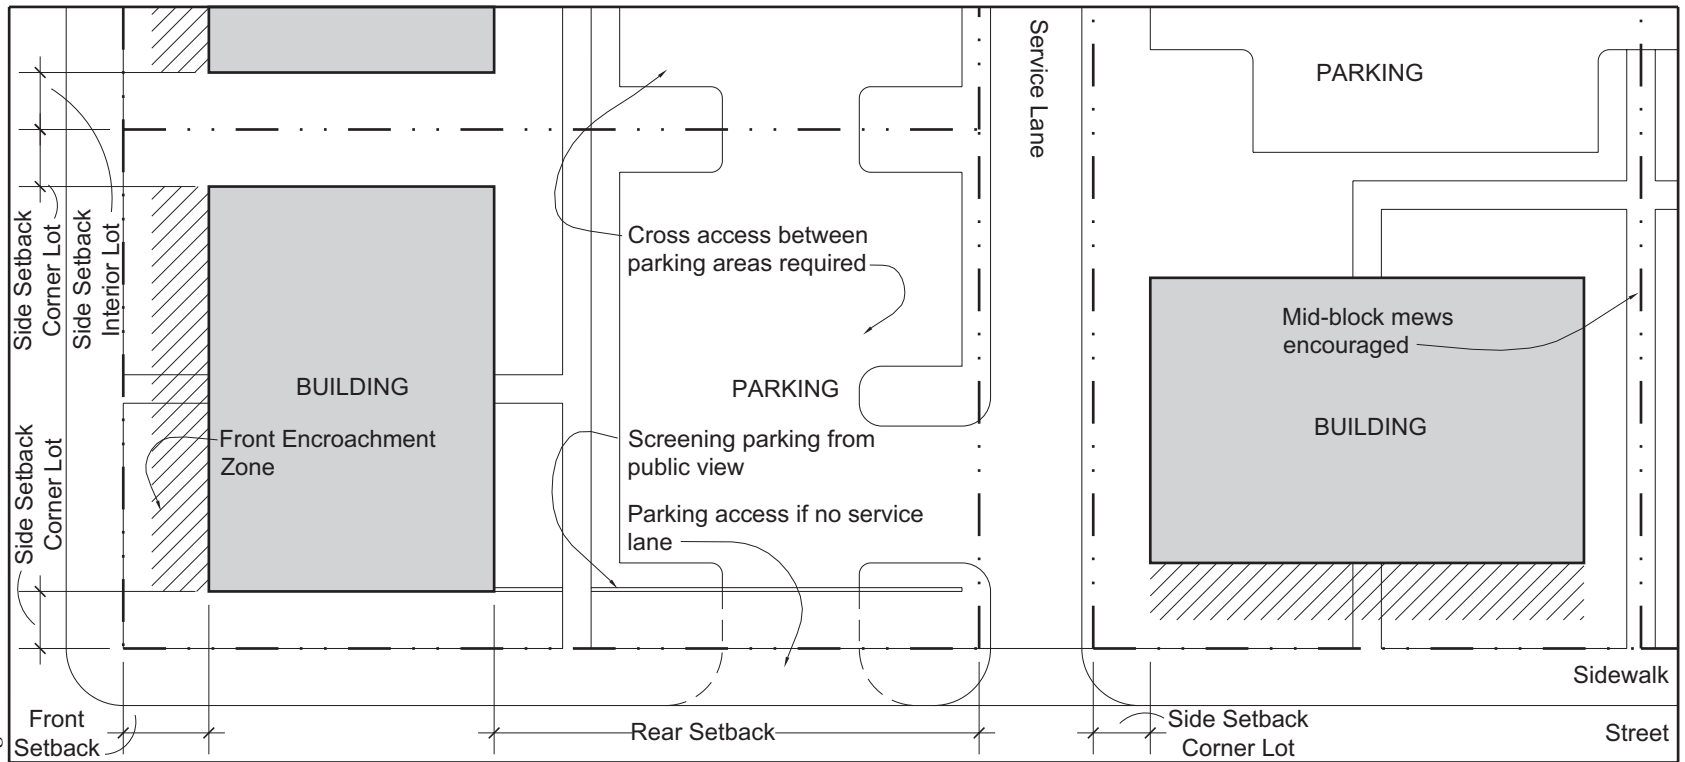 Service Lane
PARKING
Side Setback
Corner Lot
Side Setback
Interior Lot
Cross access between
parking areas required
Mid-block mews
encouraged
BUILDING
PARKING
BUILDING
Front Encroachment
Zone
Screening parking from
public view
Side Setback
Corner Lot
Parking access if no service
lane
Sidewalk
Front
Setback
Rear Setback
Side Setback
Corner Lot
Street